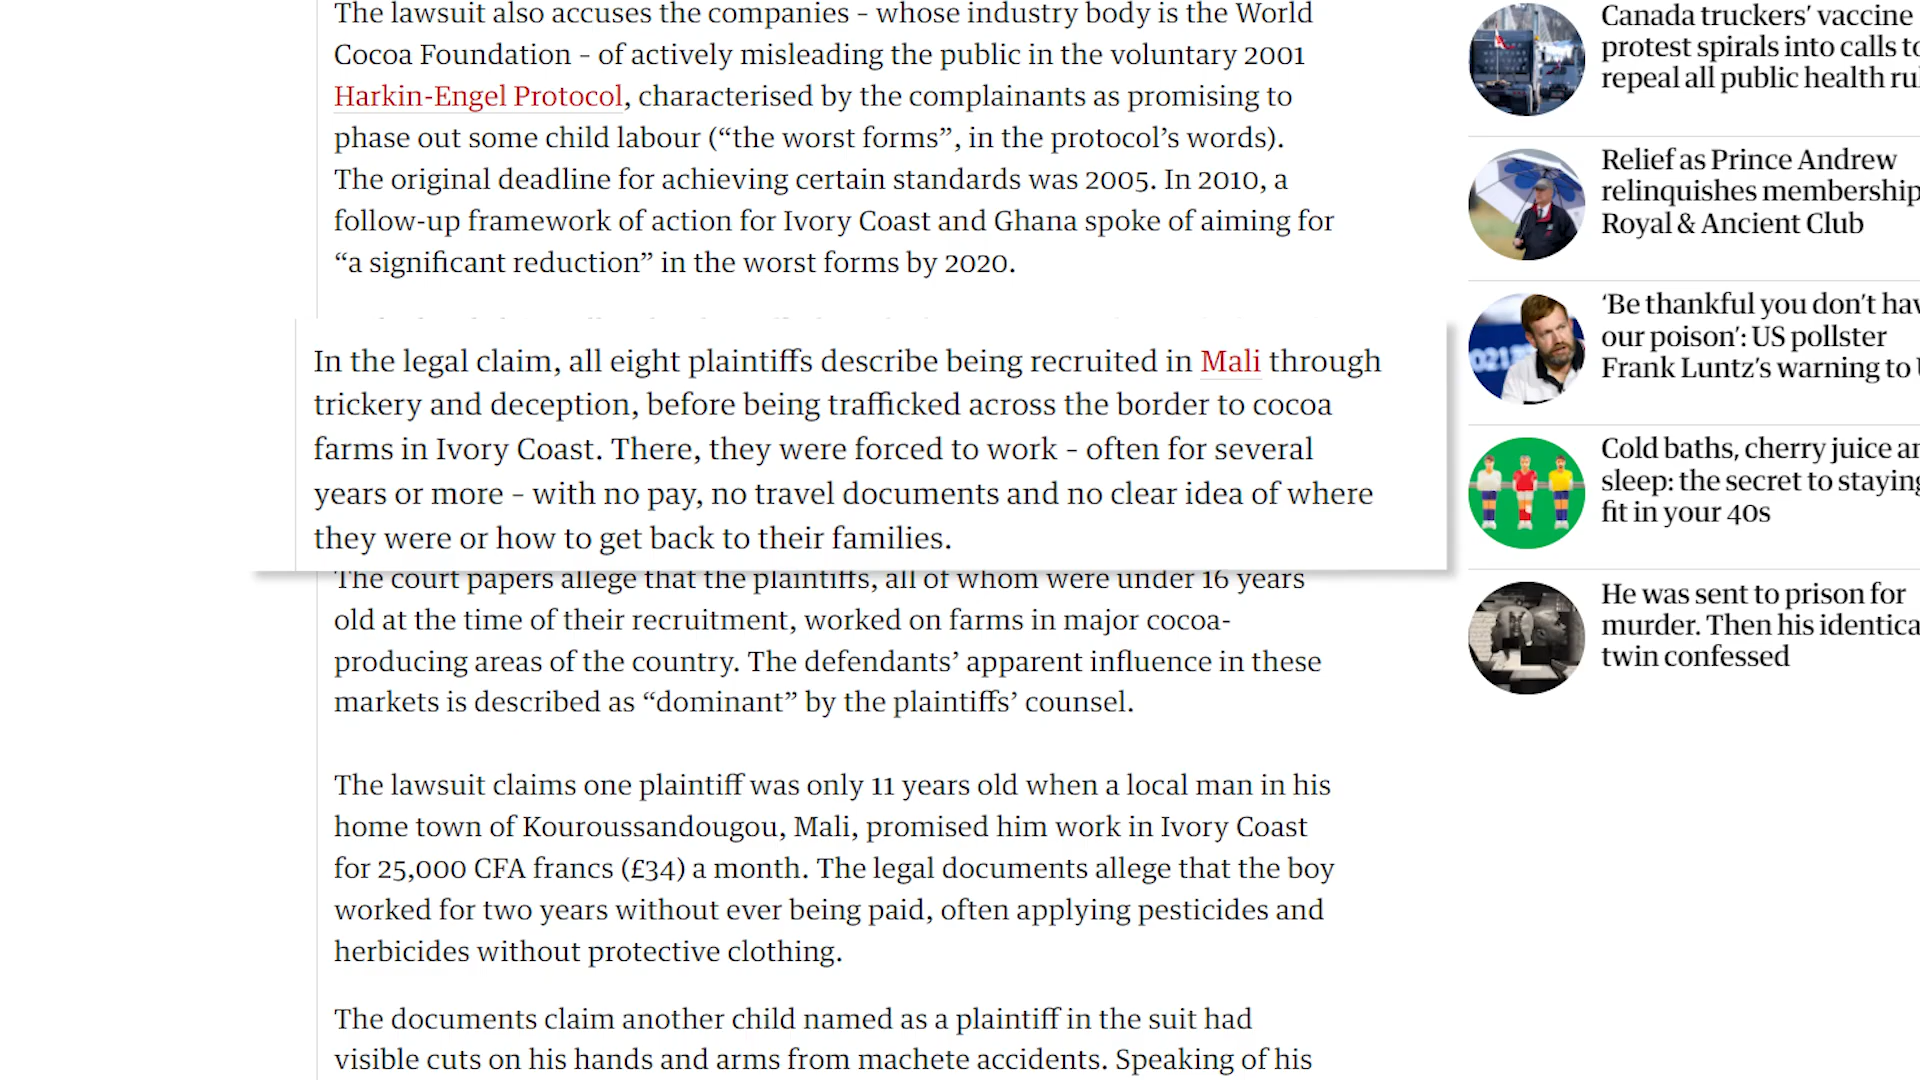 The lawsuit also accuses the companies – whose industry body is the World
Cocoa Foundation – of actively misleading the public in the voluntary 2001
Harkin-Engel Protocol, characterised by the complainants as promising to
phase out some child labour (“the worst forms”, in the protocol’s words).
The original deadline for achieving certain standards was 2005. In 2010, a
follow-up framework of action for Ivory Coast and Ghana spoke of aiming for
“a significant reduction” in the worst forms by 2020.
In the legal claim, all eight plaintiffs describe being recruited in Mali through
trickery and deception, before being trafficked across the border to cocoa
farms in Ivory Coast. There, they were forced to work – often for several
years or more – with no pay, no travel documents and no clear idea of where
they were or how to get back to their families.
The court papers allege that the plaintiffs, all of whom were under 16 years
old at the time of their recruitment, worked on farms in major cocoa-
producing areas of the country. The defendants’ apparent influence in these
markets is described as “dominant” by the plaintiffs’ counsel.
The lawsuit claims one plaintiff was only 11 years old when a local man in his
home town of Kouroussandougou, Mali, promised him work in Ivory Coast
for 25,000 CFA francs (£34) a month. The legal documents allege that the boy
worked for two years without ever being paid, often applying pesticides and
herbicides without protective clothing.
The documents claim another child named as a plaintiff in the suit had
visible cuts on his hands and arms from machete accidents. Speaking of his
Canada truckers’ vaccine
protest spirals into calls to
repeal all public health
Relief as Prince Andrew
relinquishes membership
Royal & Ancient Club
‘Be thankful you don’t
our poison’: US pollster
Frank Luntz’s warning to
Cold baths, cherry juice
sleep: the secret to staying
fit in your 40s
He was sent to prison for
murder. Then his
twin confessed